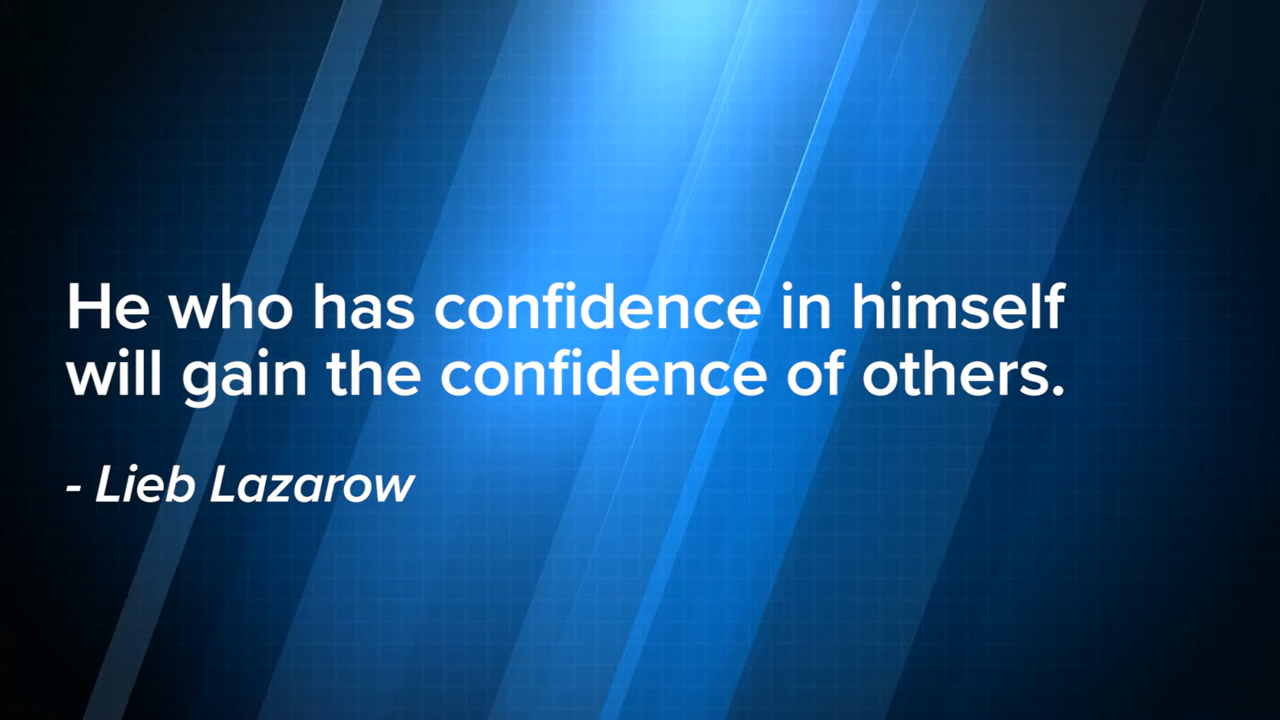 He who has confidence in himself
will gain the confidence of others.
- Lieb Lazarow